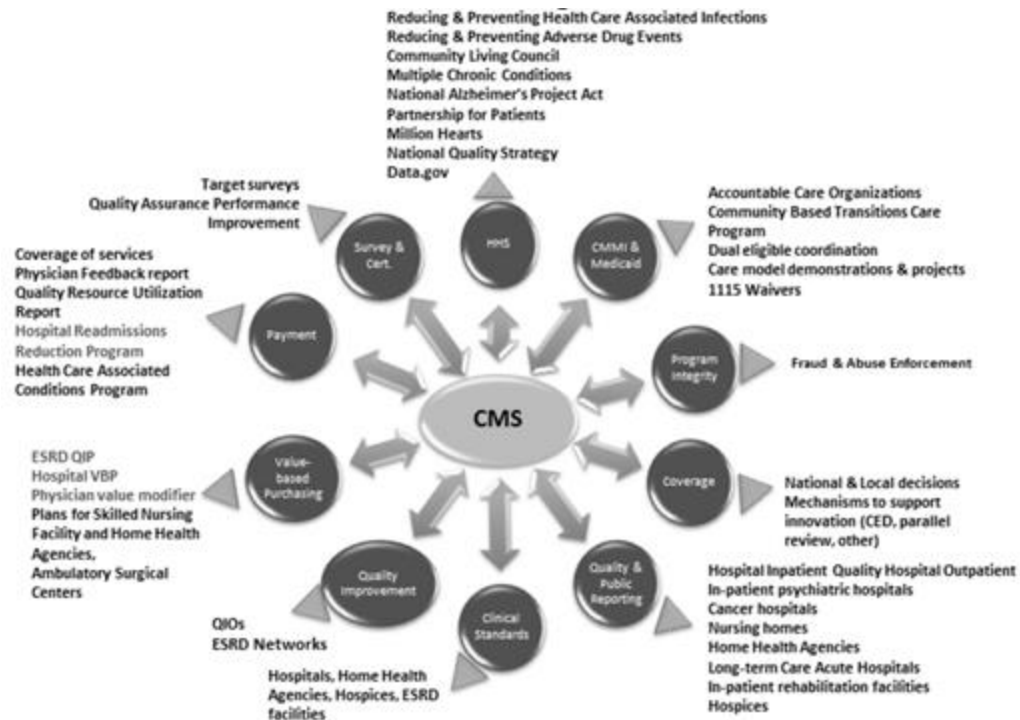 Reducing & Preventing Health Care Associated Infections
Reducing & Preventing Adverse Drug Events
Community Living Council
Multiple Chronic Conditions
National Alzheimer's Project Act
Partnership for Patients
Million Hearts
National Quality Strategy
Data.gov
HHS
Target surveys
Quality Assurance Performance
Improvement
Survey &
Cert.
Accountable Care Organizations
Community Based Transitions Care
Program
Dual eligible coordination
Care model demonstrations & projects
1115 Waivers
CMMI &
Medicaid
Coverage of services
Physician Feedback report
Quality Resource Utilization
Report
Hospital Readmissions
Reduction Program
Health Care Associated
Conditions Program
Payment
Program
Integrity
Fraud & Abuse Enforcement
CMS
ESRD QIP
Hospital VBP
Physician value modifier
Plans for Skilled Nursing
Facility and Home Health
Agencies,
Ambulatory Surgical
Centers
Value-
based
Purchasing
Coverage
National & Local decisions
Mechanisms to support
innovation (CED, parallel
review, other)
Quality
Improvement
QIOs
ESRD Networks
Clinical
Standards
Hospitals, Home Health
Agencies, Hospices, ESRD
facilities
Quality &
Public
Reporting
Hospital Inpatient Quality Hospital Outpatient
In-patient psychiatric hospitals
Cancer hospitals
Nursing homes
Home Health Agencies
Long-term Care Acute Hospitals
In-patient rehabilitation facilities
Hospices